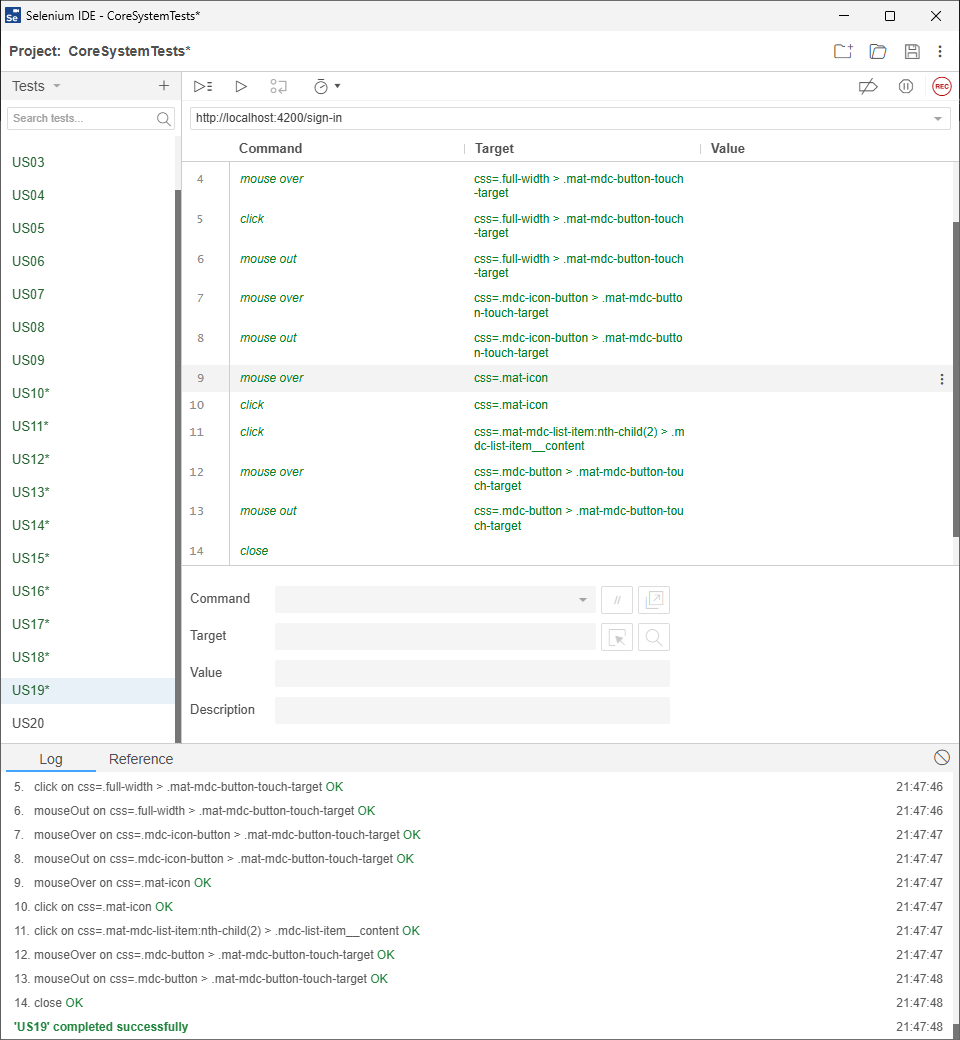 Se Selenium IDE - CoreSystemTests*
Project: CoreSystemTests*
Tests
REC
Search tests...
http://localhost:4200/sign-in
Command Target Value
US03
US04
US05
US06
US07
US08
US09
US10*
US11*
US12*
US13*
US14*
US15*
US16*
US17*
US18*
US19*
US20
4 mouse over css=.full-width > .mat-mdc-button-touch
-target
5 click css=.full-width > .mat-mdc-button-touch
-target
6 mouse out css=.full-width > .mat-mdc-button-touch
-target
7 mouse over css=.mdc-icon-button > .mat-mdc-butto
n-touch-target
8 mouse out css=.mdc-icon-button > .mat-mdc-butto
n-touch-target
9 mouse over css=.mat-icon
10 click css=.mat-icon
11 click css=.mat-mdc-list-item:nth-child(2) > .m
dc-list-item__content
12 mouse over css=.mdc-button > .mat-mdc-button-tou
ch-target
13 mouse out css=.mdc-button > .mat-mdc-button-tou
ch-target
14 close
Command //
Target
Value
Description
Log Reference
5. click on css=.full-width > .mat-mdc-button-touch-target OK 21:47:46
6. mouseOut on css=.full-width > .mat-mdc-button-touch-target OK 21:47:46
7. mouseOver on css=.mdc-icon-button > .mat-mdc-button-touch-target OK 21:47:47
8. mouseOut on css=.mdc-icon-button > .mat-mdc-button-touch-target OK 21:47:47
9. mouseOver on css=.mat-icon OK 21:47:47
10. click on css=.mat-icon OK 21:47:47
11. click on css=.mat-mdc-list-item:nth-child(2) > .mdc-list-item__content OK 21:47:47
12. mouseOver on css=.mdc-button > .mat-mdc-button-touch-target OK 21:47:47
13. mouseOut on css=.mdc-button > .mat-mdc-button-touch-target OK 21:47:48
14. close OK 21:47:48
'US19' completed successfully 21:47:48